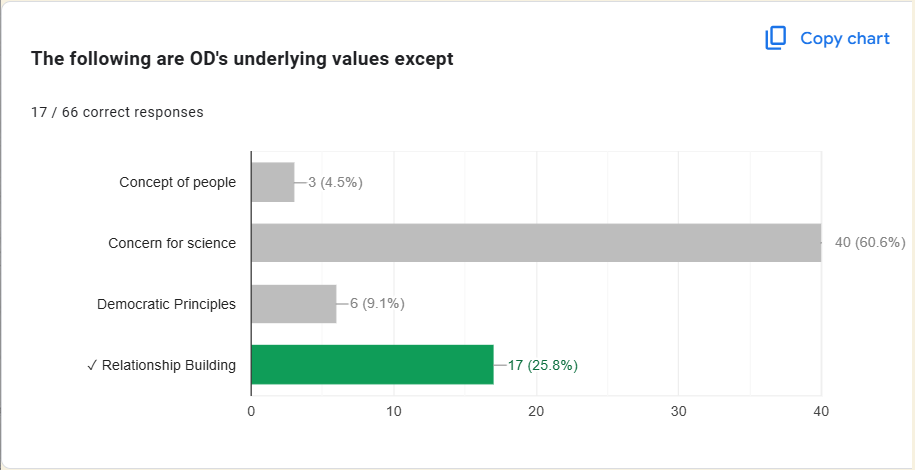 Copy chart
The following are OD's underlying values except
17 / 66 correct responses
Concept of people 3 (4.5%)
Concern for science 40 (60.6%)
Democratic Principles 6 (9.1%)
✓ Relationship Building 17 (25.8%)
0 10 20 30 40